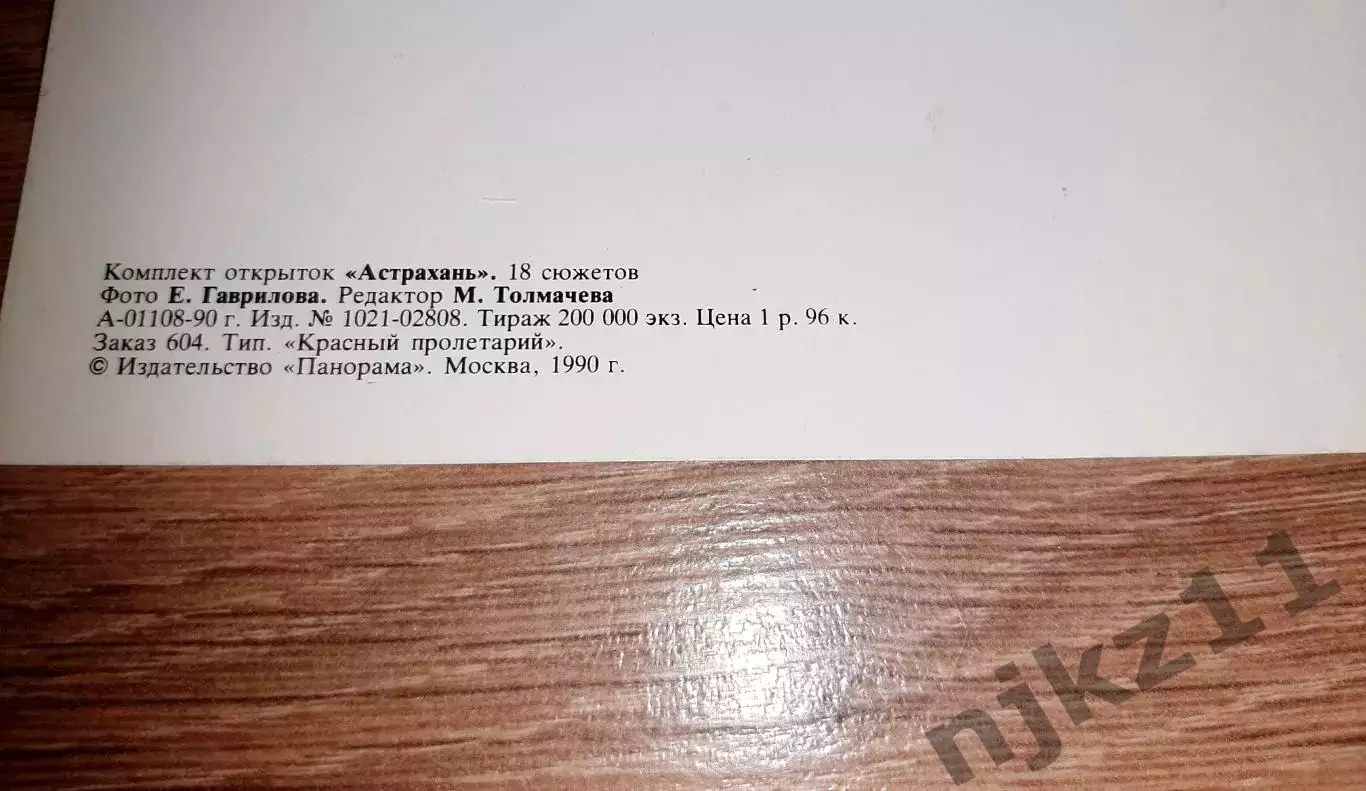 Комплект открыток «Астрахань». 18 сюжетов
Фото Е. Гаврилова. Редактор М. Толмачева
А-01108-90 г. Изд. № 1021-02808. Тираж 200 000 экз. Цена 1 р. 96 к.
Заказ 604. Тип. «Красный пролетарий».
© Издательство «Панорама». Москва, 1990 г.
njkz11